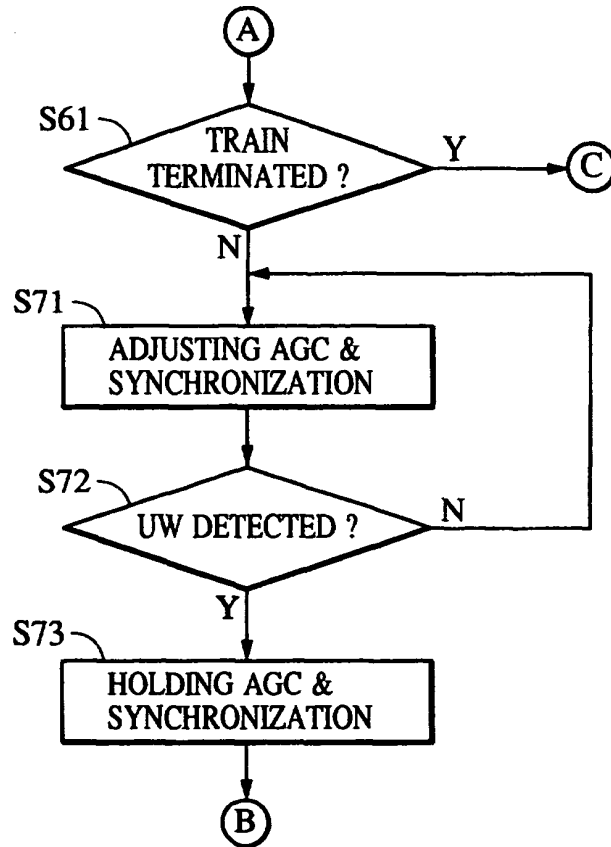 A
S61
TRAIN
TERMINATED ?
Y
C
N
S71
ADJUSTING AGC &
SYNCHRONIZATION
S72
UW DETECTED ?
N
Y
S73
HOLDING AGC &
SYNCHRONIZATION
B